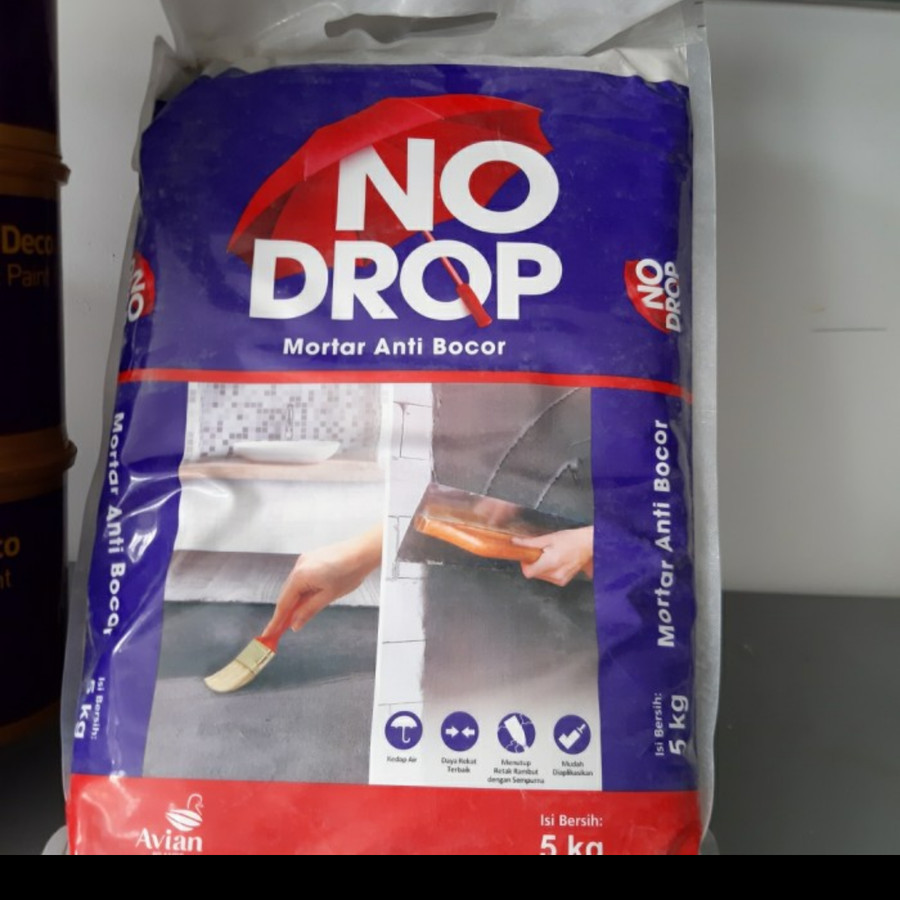 NO
DROP
Mortar Anti Bocor
NO
NO
DROP
Deco
Paint
Mortar Anti Bocor
Isi Bersih:
5 kg
Mortar Anti Bocor
Isi Bersih:
5 kg
Kedap Air
Daya Rekat
Terbaik
Menutup
Retak Rambut
dengan Sempurna
Mudah
Diaplikasikan
Avian
Isi Bersih:
5 kg